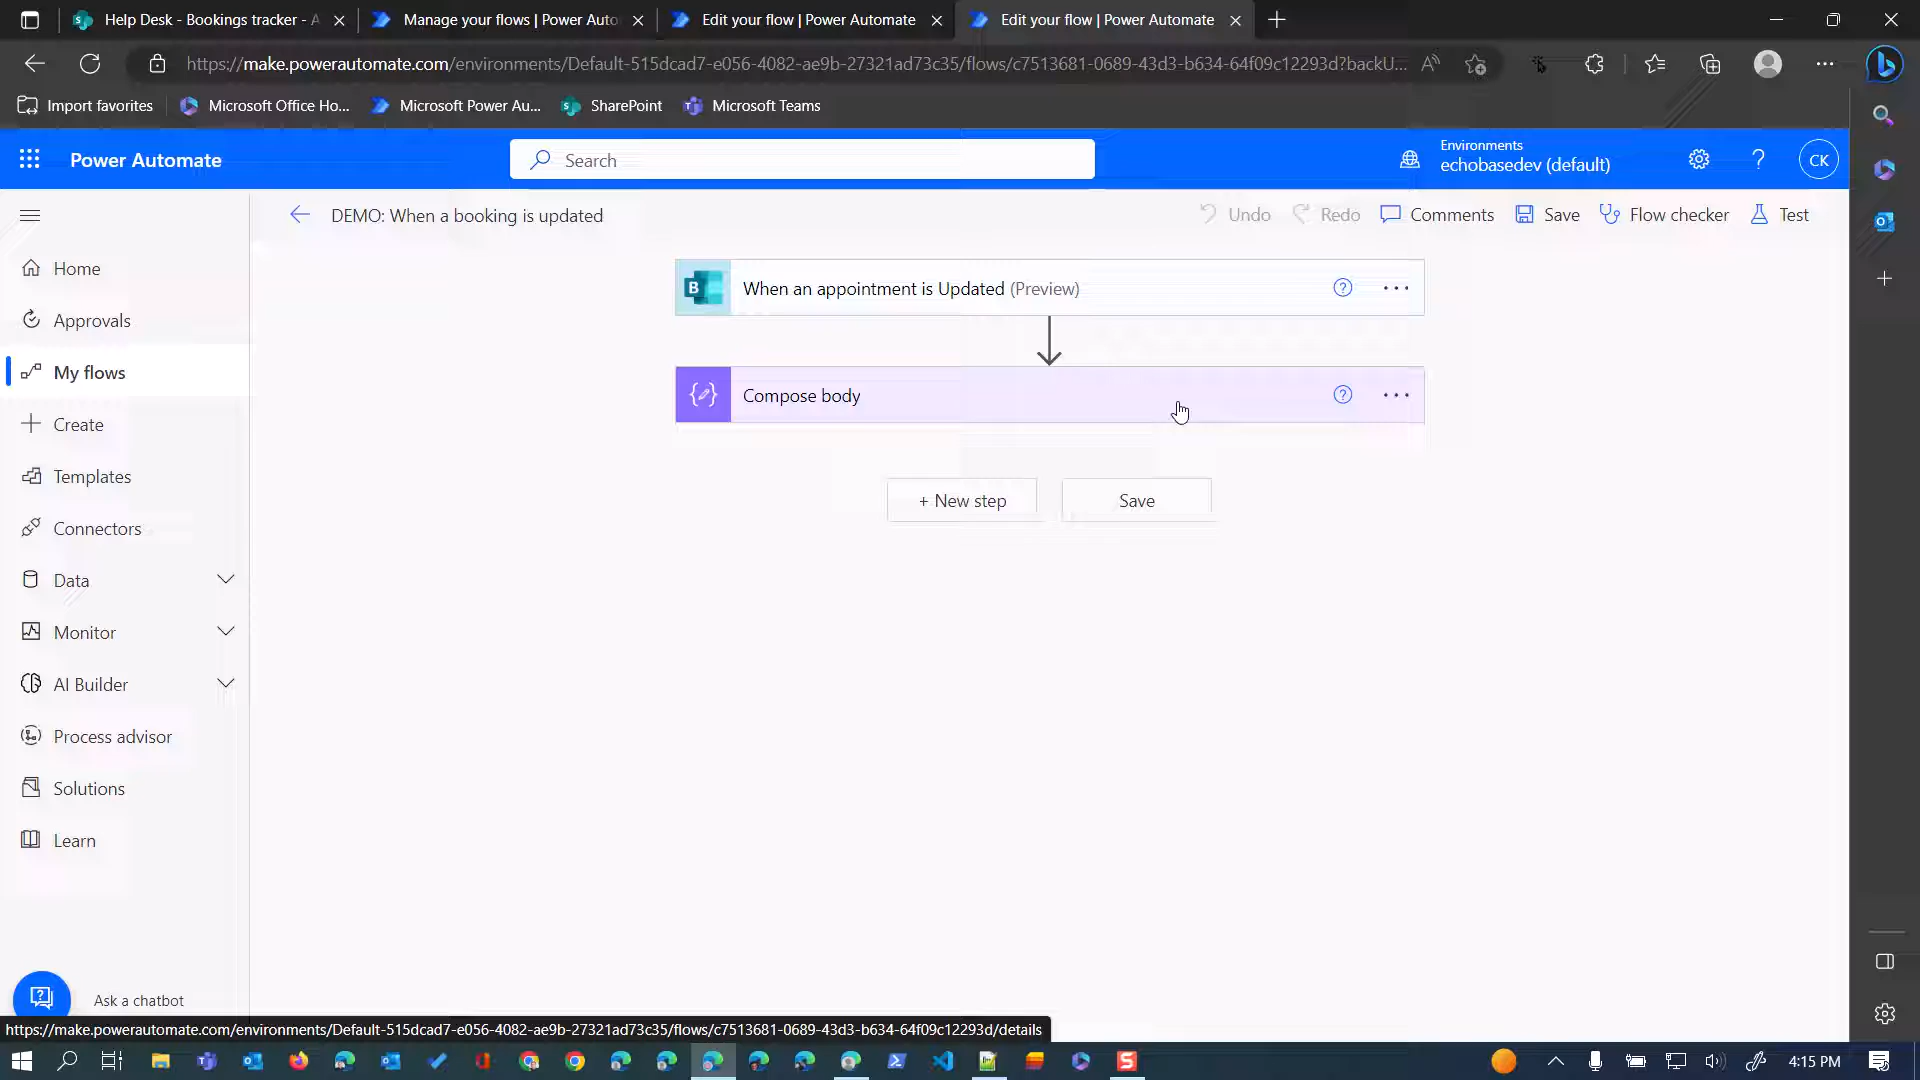 Help Desk - Bookings tracker - A
Manage your flows | Power Auto
Edit your flow | Power Automate
Edit your flow | Power Automate
https://make.powerautomate.com/environments/Default-515dcad7-e056-4082-ae9b-27321ad73c35/flows/c7513681-0689-43d3-b634-64f09c12293d?backU...
Import favorites
Microsoft Office Ho...
Microsoft Power Au...
SharePoint
Microsoft Teams
Power Automate
Search
Environments
echobasedev (default)
CK
DEMO: When a booking is updated
Undo
Redo
Comments
Save
Flow checker
Test
Home
Approvals
My flows
Create
Templates
Connectors
Data
Monitor
AI Builder
Process advisor
Solutions
Learn
Ask a chatbot
When an appointment is Updated (Preview)
Compose body
+ New step
Save
https://make.powerautomate.com/environments/Default-515dcad7-e056-4082-ae9b-27321ad73c35/flows/c7513681-0689-43d3-b634-64f09c12293d/details
4:15 PM